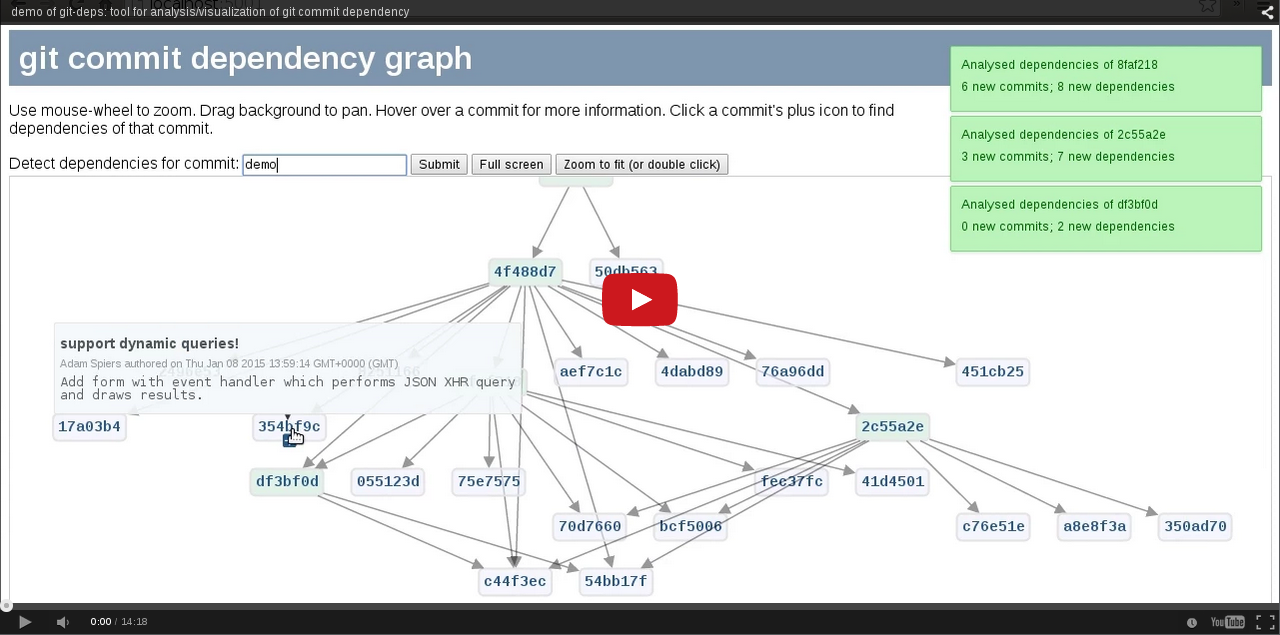 demo of git-deps: tool for analysis/visualization of git commit dependency
git commit dependency graph
Analysed dependencies of 8faf218
6 new commits; 8 new dependencies
Use mouse-wheel to zoom. Drag background to pan. Hover over a commit for more information. Click a commit's plus icon to find
dependencies of that commit.
Analysed dependencies of 2c55a2e
3 new commits; 7 new dependencies
Detect dependencies for commit: demo Submit Full screen Zoom to fit (or double click)
Analysed dependencies of df3bf0d
0 new commits; 2 new dependencies
4f488d7 50db563
support dynamic queries!
Adam Spiers authored on Thu Jan 08 2015 13:59:14 GMT+0000 (GMT)
Add form with event handler which performs JSON XHR query
and draws results.
aef7c1c 4dabd89 76a96dd 451cb25
17a03b4 354bf9c 2c55a2e
df3bf0d 055123d 75e7575 fec37fc 41d4501
70d7660 bcf5006 c76e51e a8e8f3a 350ad70
c44f3ec 54bb17f
0:00 / 14:18
YouTube